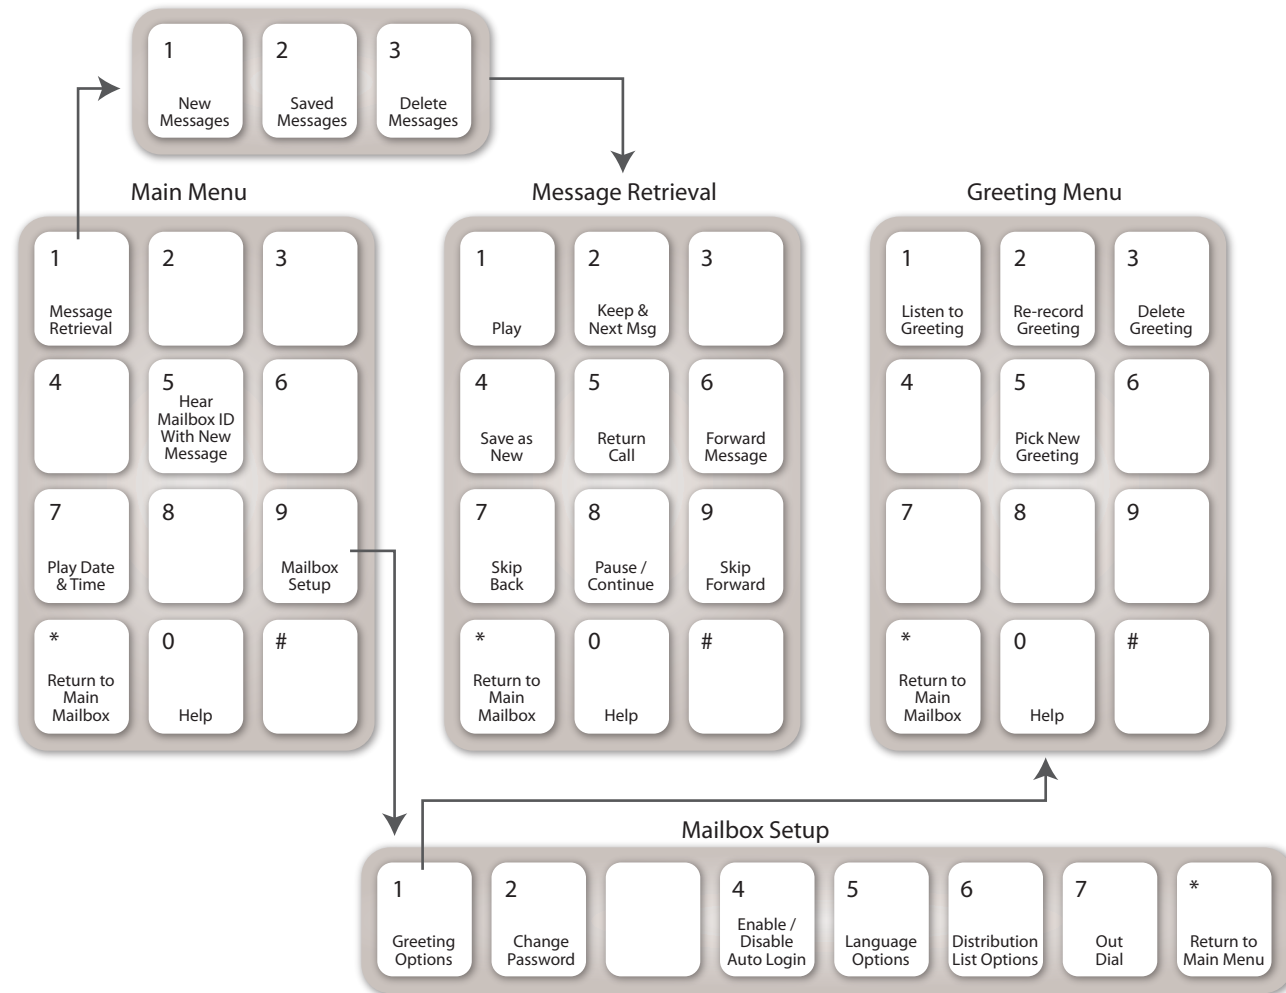 1
New
Messages
2
Saved
Messages
3
Delete
Messages
Main Menu
1
Message
Retrieval
2
3
4
5
Hear
Mailbox ID
With New
Message
6
7
Play Date
& Time
8
9
Mailbox
Setup
*
Return to
Main
Mailbox
0
Help
#
Message Retrieval
1
Play
2
Keep &
Next Msg
3
4
Save as
New
5
Return
Call
6
Forward
Message
7
Skip
Back
8
Pause /
Continue
9
Skip
Forward
*
Return to
Main
Mailbox
0
Help
#
Greeting Menu
1
Listen to
Greeting
2
Re-record
Greeting
3
Delete
Greeting
4
5
Pick New
Greeting
6
7
8
9
*
Return to
Main
Mailbox
0
Help
#
Mailbox Setup
1
Greeting
Options
2
Change
Password
4
Enable /
Disable
Auto Login
5
Language
Options
6
Distribution
List Options
7
Out
Dial
*
Return to
Main Menu